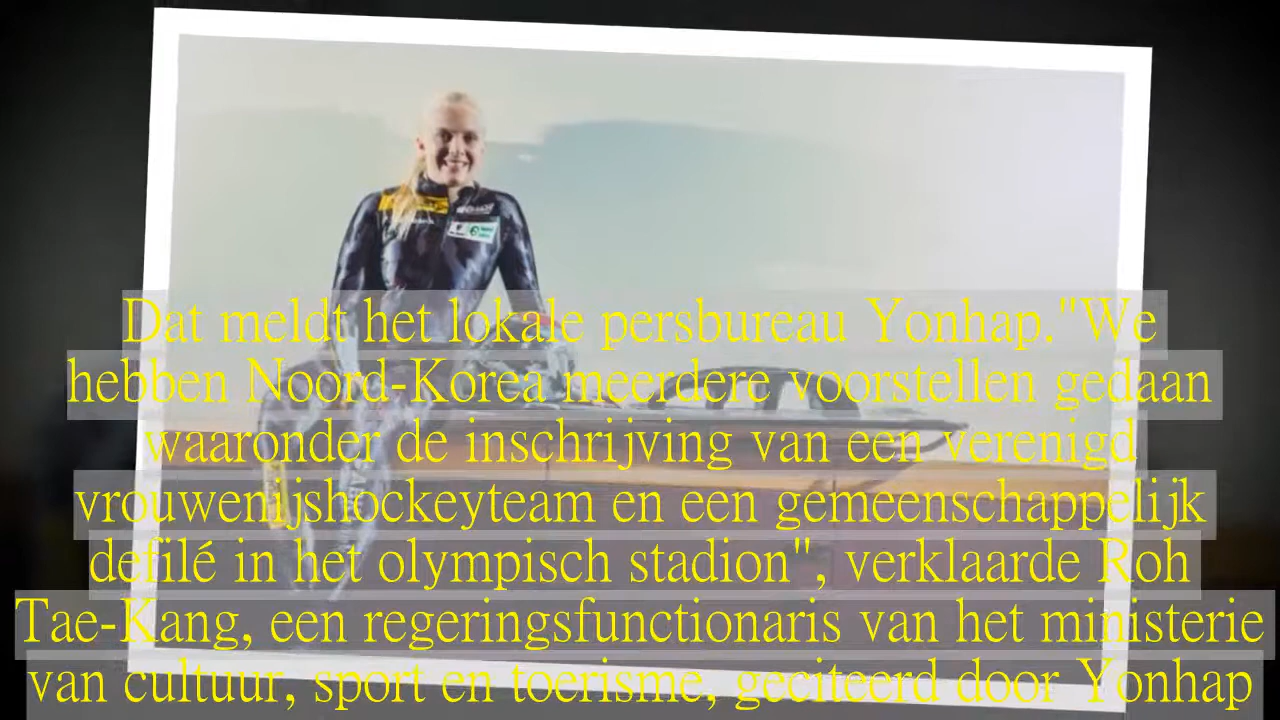 Dat meldt het lokale persbureau Yonhap."We
hebben Noord-Korea meerdere voorstellen gedaan
waaronder de inschrijving van een verenigd
vrouwenijshockeyteam en een gemeenschappelijk
defilé in het olympisch stadion", verklaarde Roh
Tae-Kang, een regeringsfunctionaris van het ministerie
van cultuur, sport en toerisme, geciteerd door Yonhap